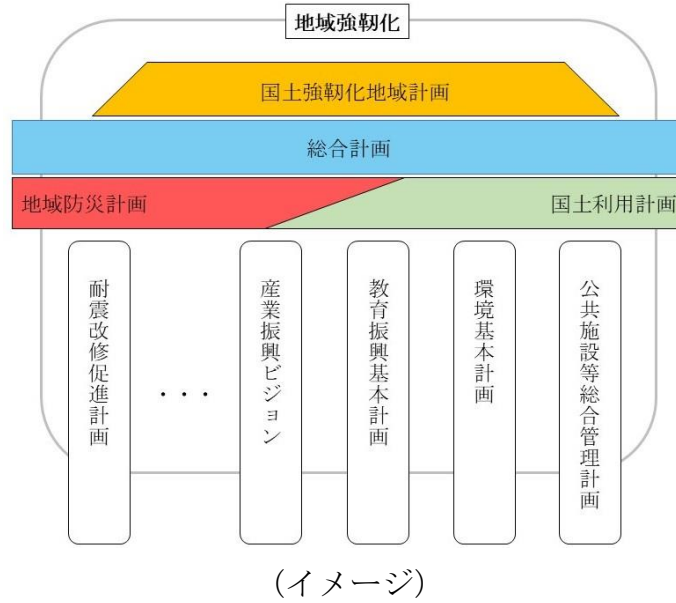 地域強靭化
国土強靭化地域計画
総合計画
地域防災計画
国土利用計画
耐震改修促進計画
・・・
産業振興ビジョン
教育振興基本計画
環境基本計画
公共施設等総合管理計画
（イメージ）